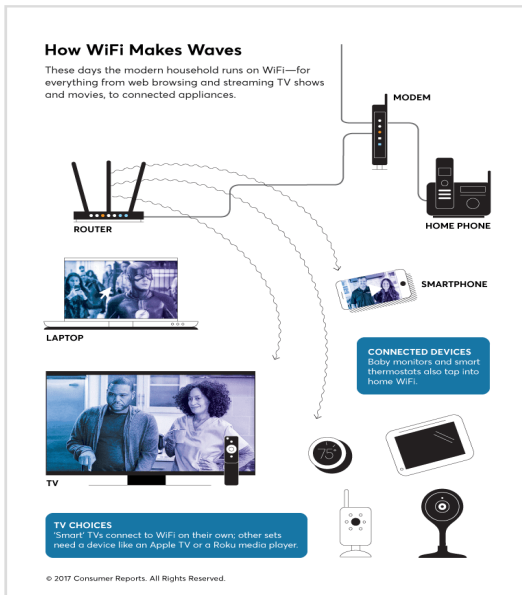 How WiFi Makes Waves
These days the modern household runs on WiFi—for
everything from web browsing and streaming TV shows
and movies, to connected appliances.
MODEM
ROUTER
HOME PHONE
SMARTPHONE
LAPTOP
CONNECTED DEVICES
Boby monitors and smart
thermostats also tap into
home WiFi.
75°
TV
TV CHOICES
'Smart' TVs connect to WiFi on their own; other sets
need a device like an Apple TV or a Roku media player.
© 2017 Consumer Reports. All Rights Reserved.